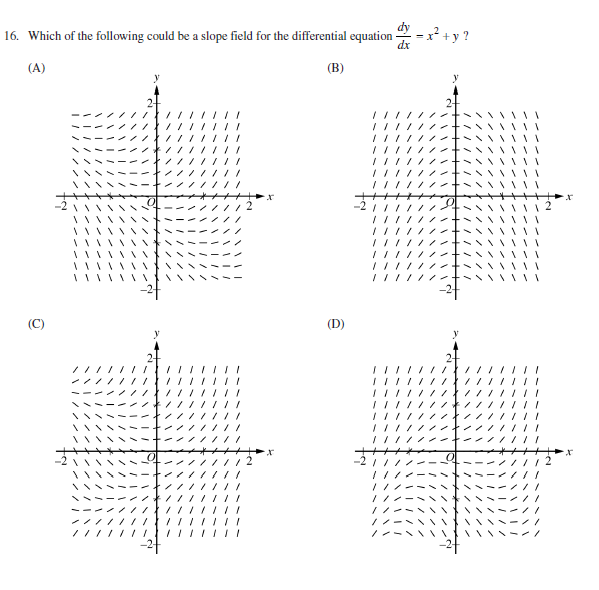 16. Which of the following could be a slope field for the differential equation dy/dx = x² + y ?
(A) (B)
y y
2 2
-2 O 2 x -2 O 2 x
-2 -2
(C) (D)
y y
2 2
-2 O 2 x -2 O 2 x
-2 -2